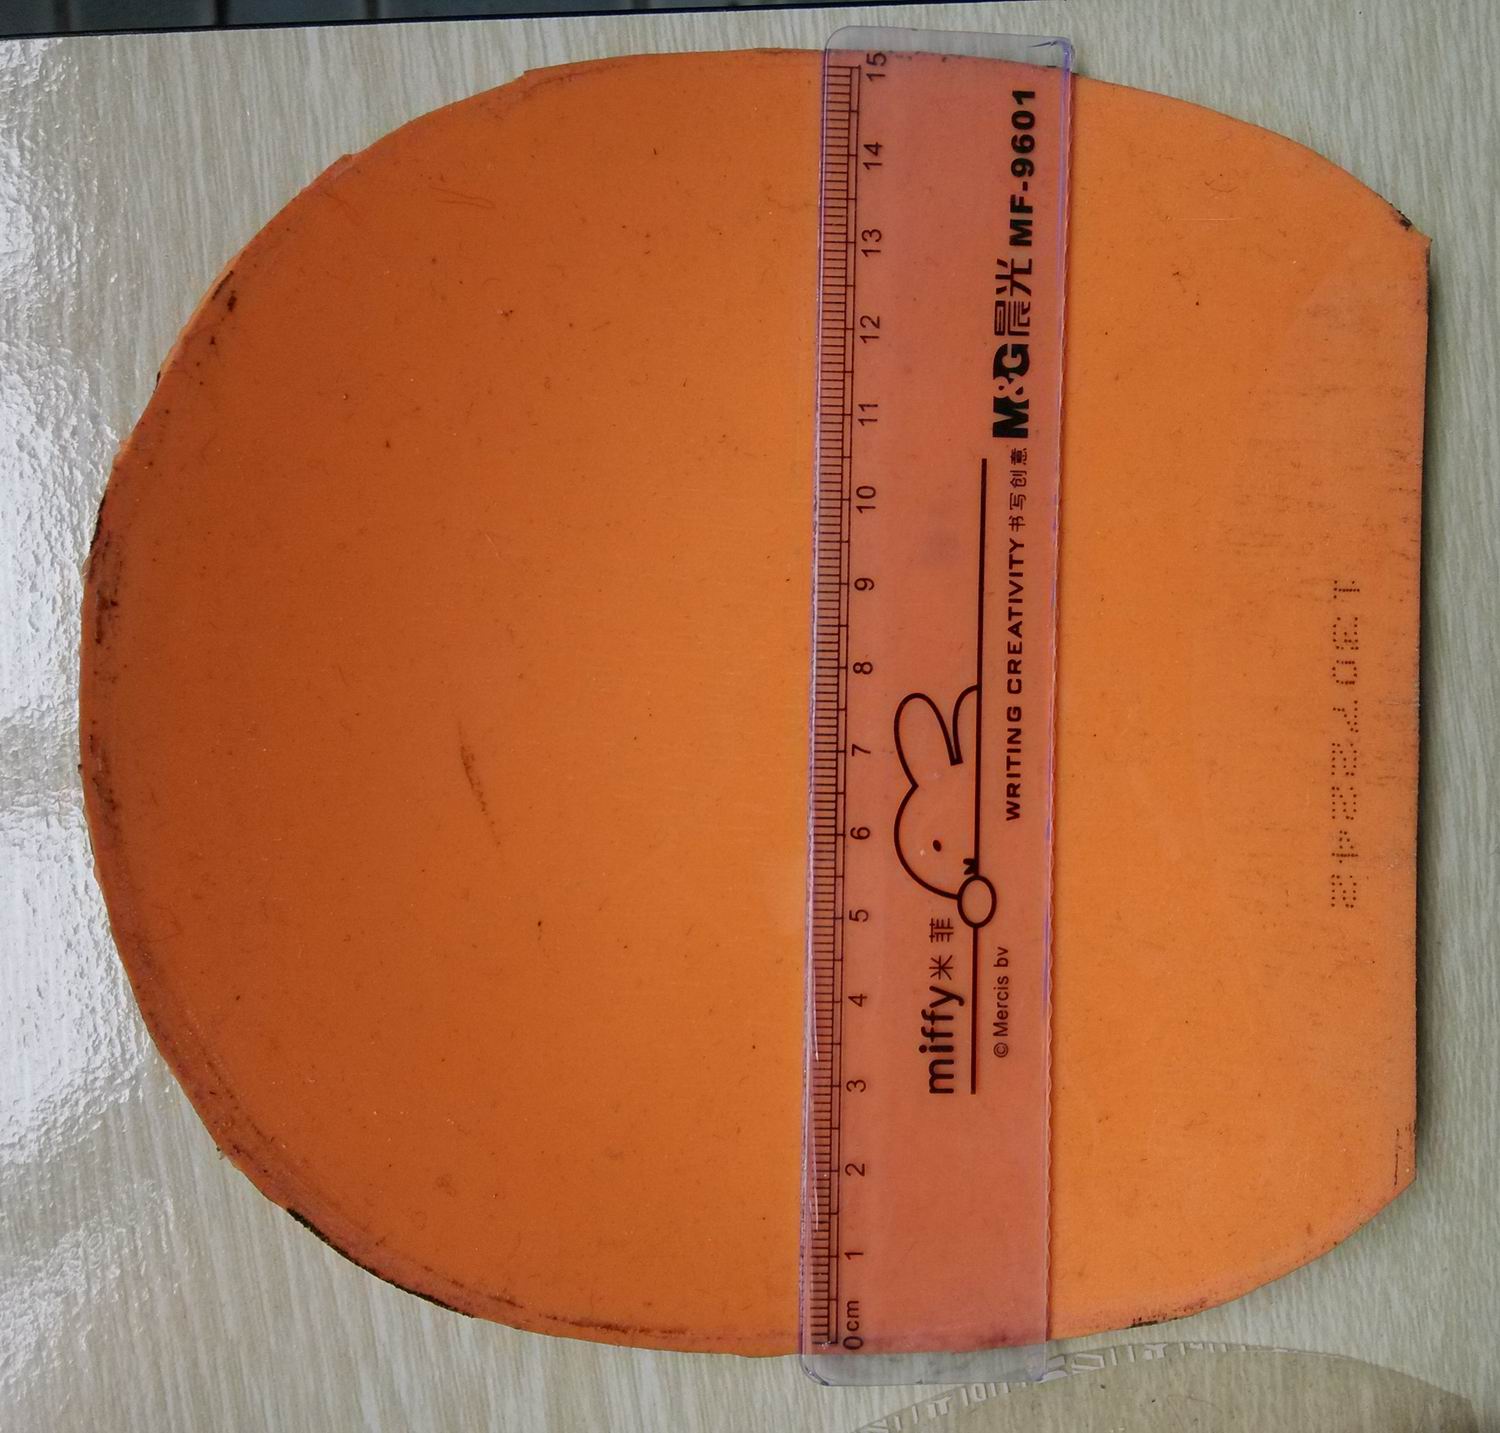 0cm 1 2 3 4 5 6 7 8 9 10 11 12 13 14 15
miffy米菲
© Mercis bv
WRITING CREATIVITY 书写创意 M&G晨光 MF-9601